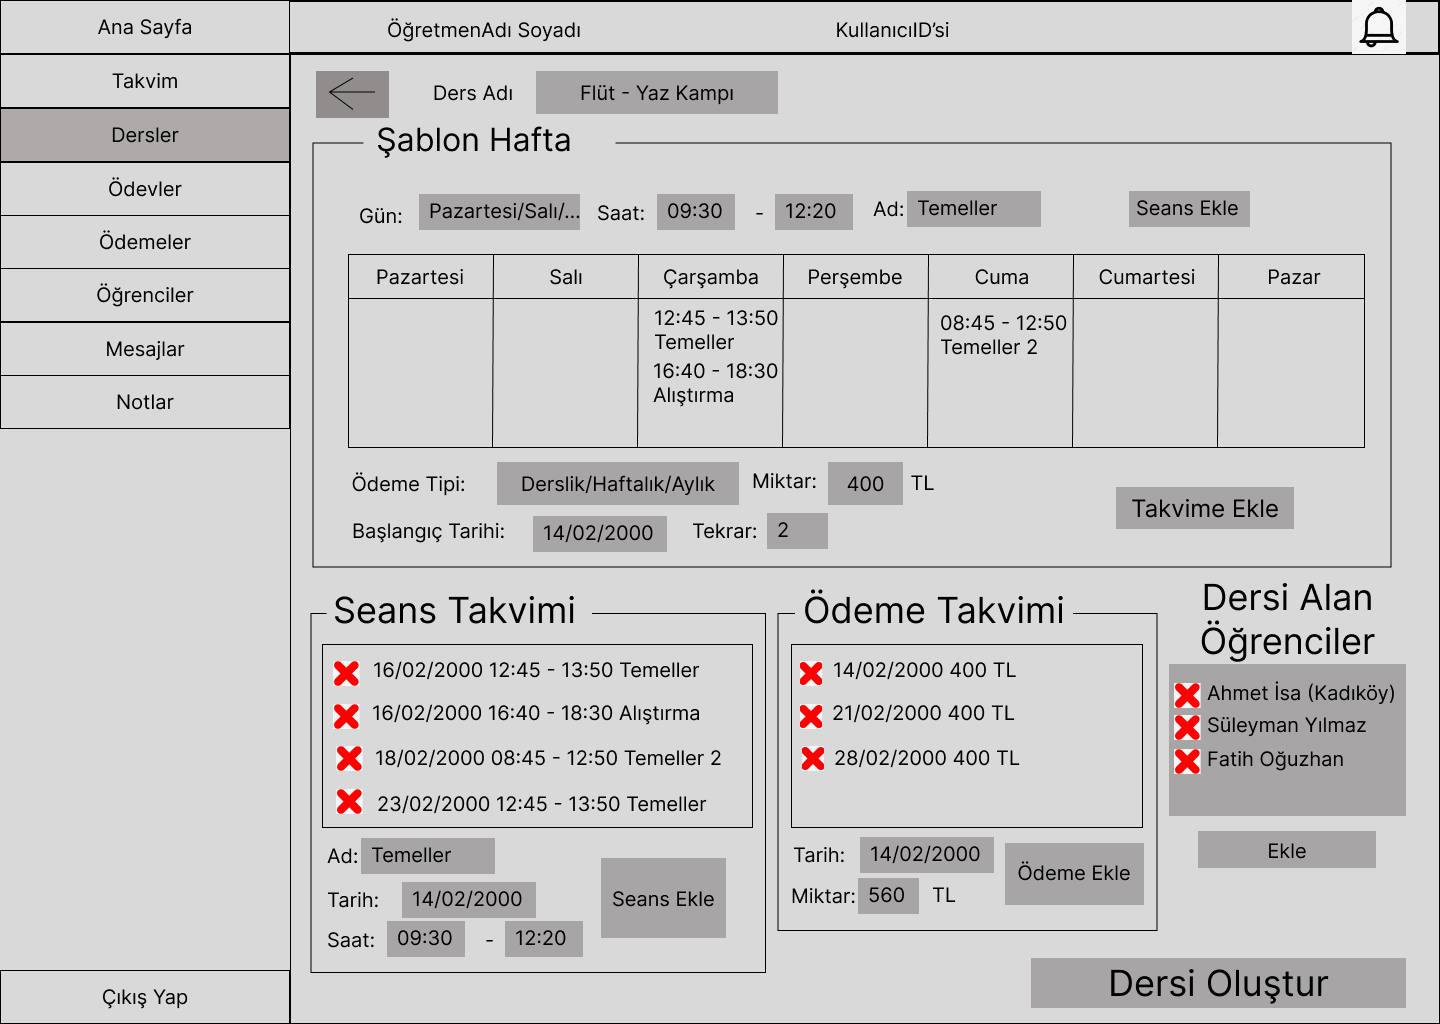 Ana Sayfa
ÖğretmenAdı Soyadı
KullanıcıID’si
Takvim
Dersler
Ödevler
Ödemeler
Öğrenciler
Mesajlar
Notlar
Çıkış Yap
Ders Adı
Flüt - Yaz Kampı
Şablon Hafta
Gün: Pazartesi/Salı/... Saat: 09:30 - 12:20 Ad: Temeller Seans Ekle
Pazartesi Salı Çarşamba Perşembe Cuma Cumartesi Pazar
12:45 - 13:50
Temeller
16:40 - 18:30
Alıştırma
08:45 - 12:50
Temeller 2
Ödeme Tipi: Derslik/Haftalık/Aylık Miktar: 400 TL
Başlangıç Tarihi: 14/02/2000 Tekrar: 2
Takvime Ekle
Seans Takvimi
16/02/2000 12:45 - 13:50 Temeller
16/02/2000 16:40 - 18:30 Alıştırma
18/02/2000 08:45 - 12:50 Temeller 2
23/02/2000 12:45 - 13:50 Temeller
Ad: Temeller
Tarih: 14/02/2000
Saat: 09:30 - 12:20
Seans Ekle
Ödeme Takvimi
14/02/2000 400 TL
21/02/2000 400 TL
28/02/2000 400 TL
Tarih: 14/02/2000
Miktar: 560 TL
Ödeme Ekle
Dersi Alan
Öğrenciler
Ahmet İsa (Kadıköy)
Süleyman Yılmaz
Fatih Oğuzhan
Ekle
Dersi Oluştur